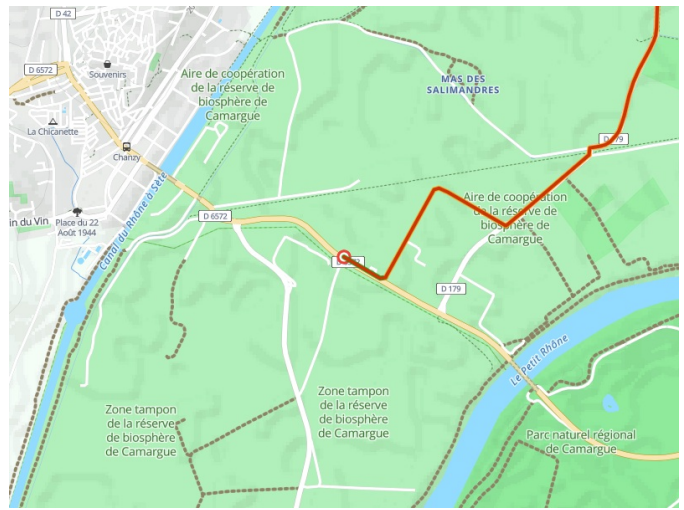 D 42
D 6572
Souvenirs
Aire de coopération
de la réserve de
biosphère de
Camargue
MAS DES
SALIMANDRES
La Chicanette
Chanzy
Canal du Rhône à Sète
in du Vin
Place du 22
Août 1944
D 6572
Aire de coopération
de la réserve de
biosphère de
Camargue
D 179
Le Petit Rhône
Zone tampon
de la réserve
de biosphère
de Camargue
Zone tampon
de la réserve
de biosphère
de Camargue
Parc naturel régional
de Camargue